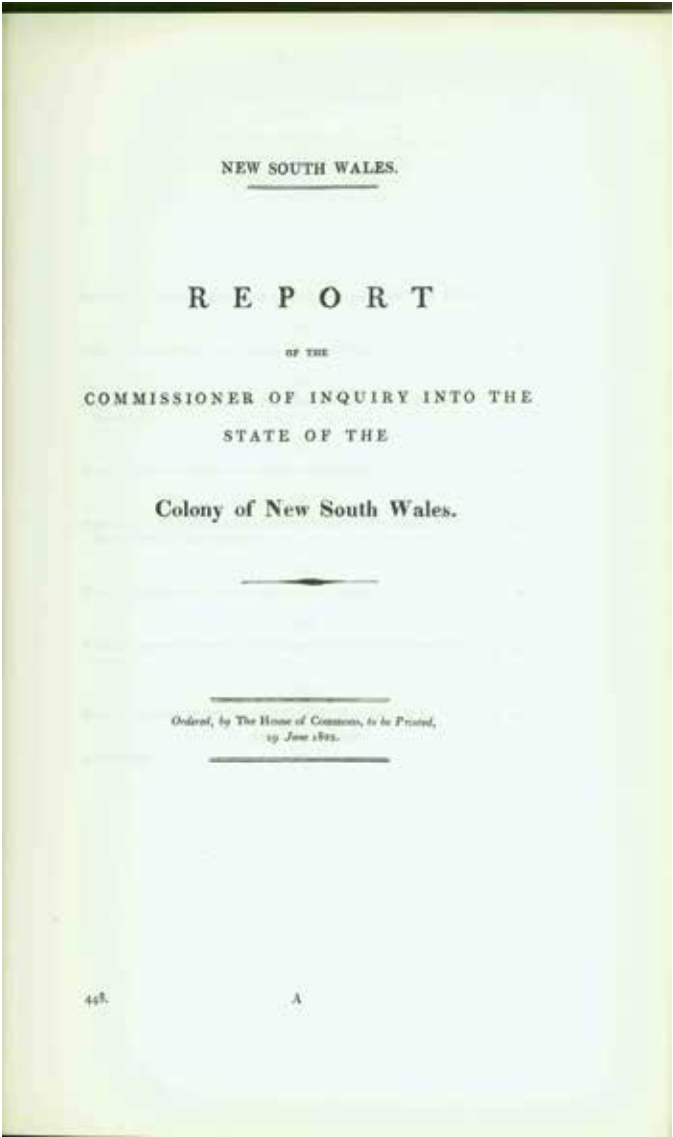 NEW SOUTH WALES.
REPORT
OF THE
COMMISSIONER OF INQUIRY INTO THE
STATE OF THE
Colony of New South Wales.
Ordered, by The House of Commons, to be Printed,
19 June 1822.
448.
A